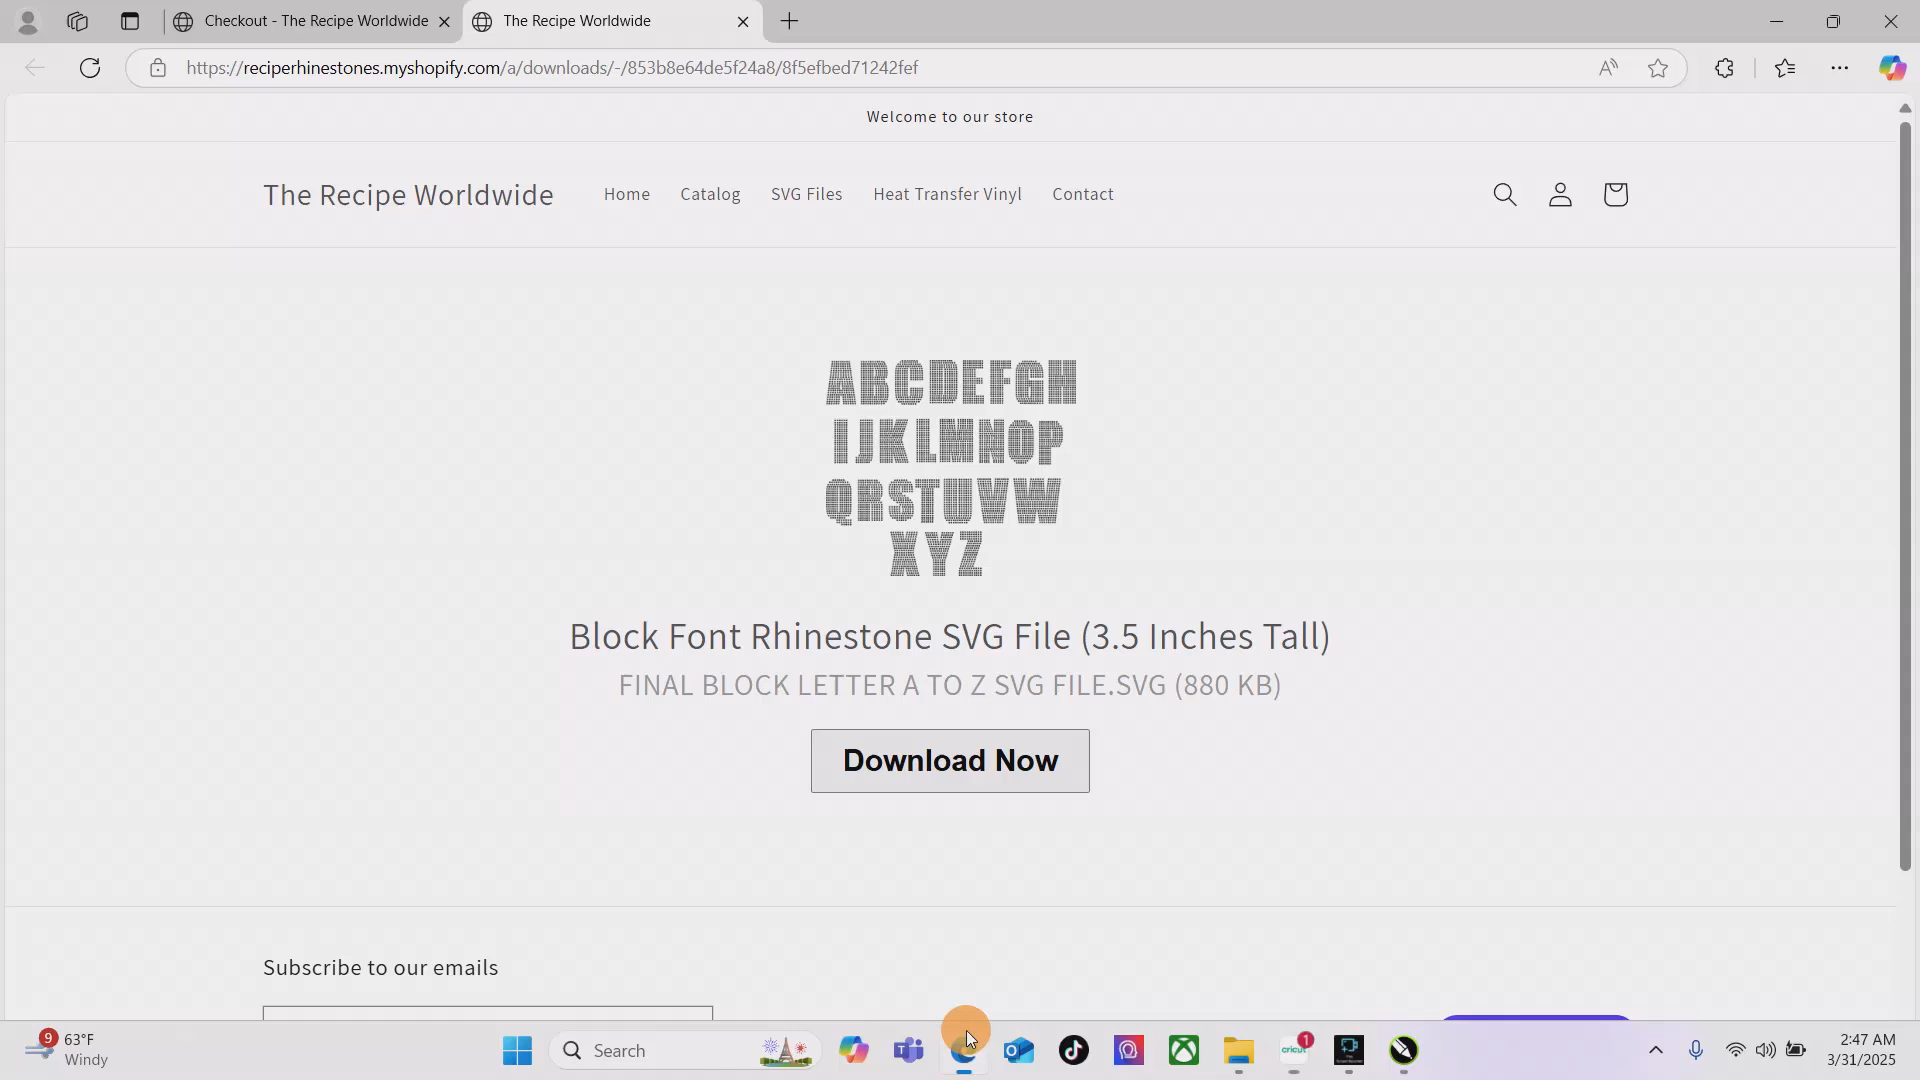 Checkout - The Recipe Worldwide
The Recipe Worldwide
https://reciperhinestones.myshopify.com/a/downloads/-/853b8e64de5f24a8/8f5efbed71242fef
Welcome to our store
The Recipe Worldwide
Home
Catalog
SVG Files
Heat Transfer Vinyl
Contact
ABCDEFGH
IJKLMNOP
QRSTUVW
XYZ
Block Font Rhinestone SVG File (3.5 Inches Tall)
FINAL BLOCK LETTER A TO Z SVG FILE.SVG (880 KB)
Download Now
Subscribe to our emails
9
63°F
Windy
Search
cricut
1
2:47 AM
3/31/2025